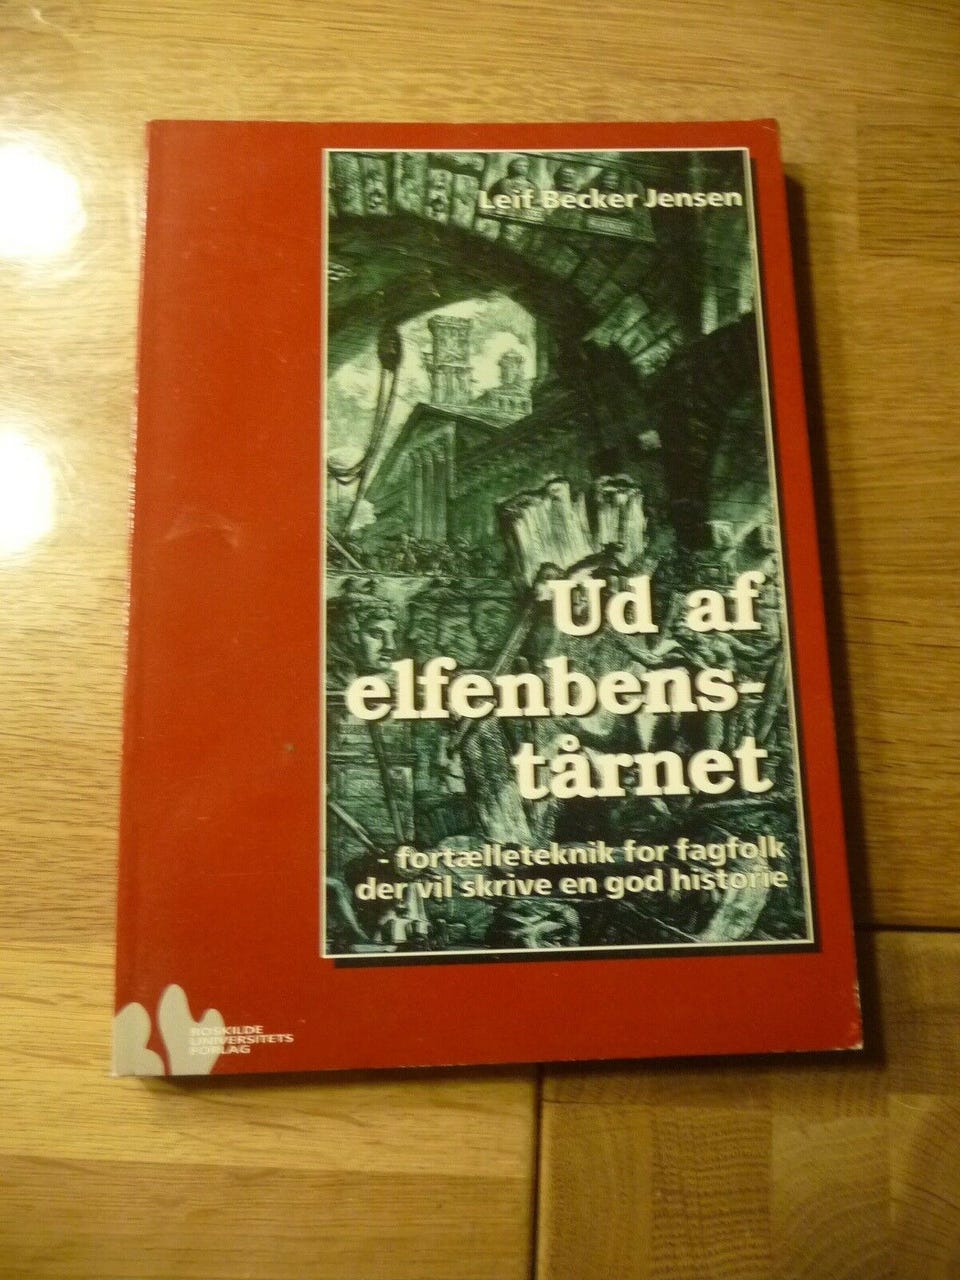 Leif Becker Jensen
Ud af
elfenbens-
tårnet
- fortælleteknik for fagfolk
der vil skrive en god historie
ROSKILDE
UNIVERSITETS
FORLAG